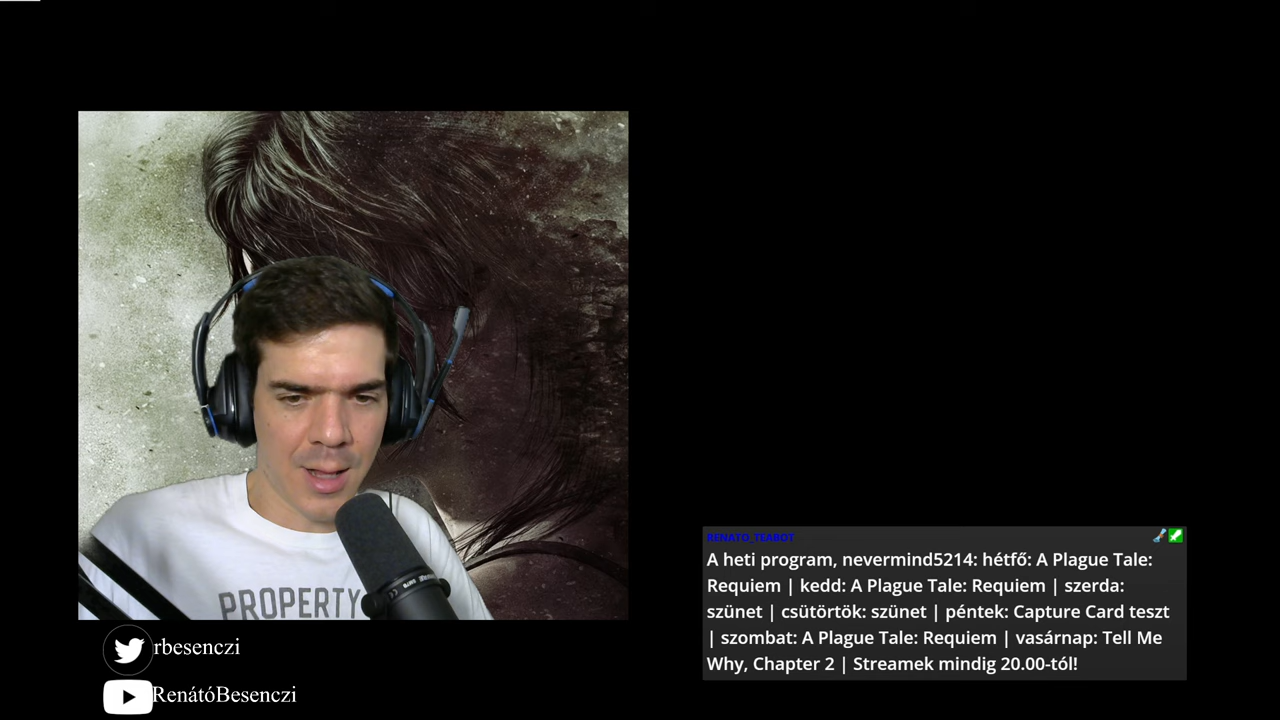 PROPERTY
rbesenczi
RenátóBesenczi
RENATO_TEABOT
A heti program, nevermind5214: hétfő: A Plague Tale:
Requiem | kedd: A Plague Tale: Requiem | szerda:
szünet | csütörtök: szünet | péntek: Capture Card teszt
| szombat: A Plague Tale: Requiem | vasárnap: Tell Me
Why, Chapter 2 | Streamek mindig 20.00-tól!